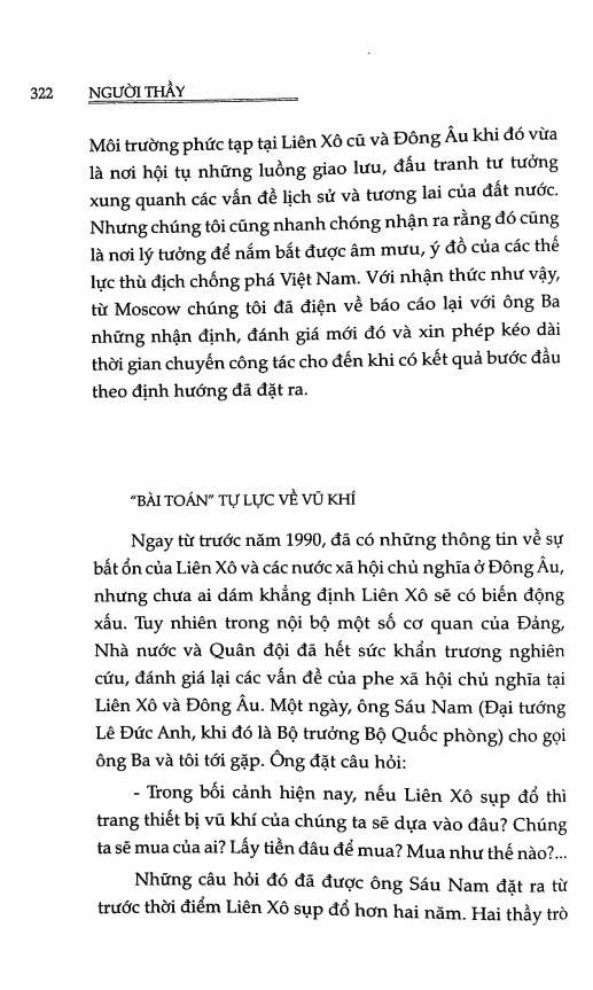 322 NGƯỜI THẦY
Môi trường phức tạp tại Liên Xô cũ và Đông Âu khi đó vừa
là nơi hội tụ những luồng giao lưu, đấu tranh tư tưởng
xung quanh các vấn đề lịch sử và tương lai của đất nước.
Nhưng chúng tôi cũng nhanh chóng nhận ra rằng đó cũng
là nơi lý tưởng để nắm bắt được âm mưu, ý đồ của các thế
lực thù địch chống phá Việt Nam. Với nhận thức như vậy,
từ Moscow chúng tôi đã điện về báo cáo lại với ông Ba
những nhận định, đánh giá mới đó và xin phép kéo dài
thời gian chuyến công tác cho đến khi có kết quả bước đầu
theo định hướng đã đặt ra.
"BÀI TOÁN" TỰ LỰC VỀ VŨ KHÍ
Ngay từ trước năm 1990, đã có những thông tin về sự
bất ổn của Liên Xô và các nước xã hội chủ nghĩa ở Đông Âu,
nhưng chưa ai dám khẳng định Liên Xô sẽ có biến động
xấu. Tuy nhiên trong nội bộ một số cơ quan của Đảng,
Nhà nước và Quân đội đã hết sức khẩn trương nghiên
cứu, đánh giá lại các vấn đề của phe xã hội chủ nghĩa tại
Liên Xô và Đông Âu. Một ngày, ông Sáu Nam (Đại tướng
Lê Đức Anh, khi đó là Bộ trưởng Bộ Quốc phòng) cho gọi
ông Ba và tôi tới gặp. Ông đặt câu hỏi:
- Trong bối cảnh hiện nay, nếu Liên Xô sụp đổ thì
trang thiết bị vũ khí của chúng ta sẽ dựa vào đâu? Chúng
ta sẽ mua của ai? Lấy tiền đâu để mua? Mua như thế nào?...
Những câu hỏi đó đã được ông Sáu Nam đặt ra từ
trước thời điểm Liên Xô sụp đổ hơn hai năm. Hai thầy trò